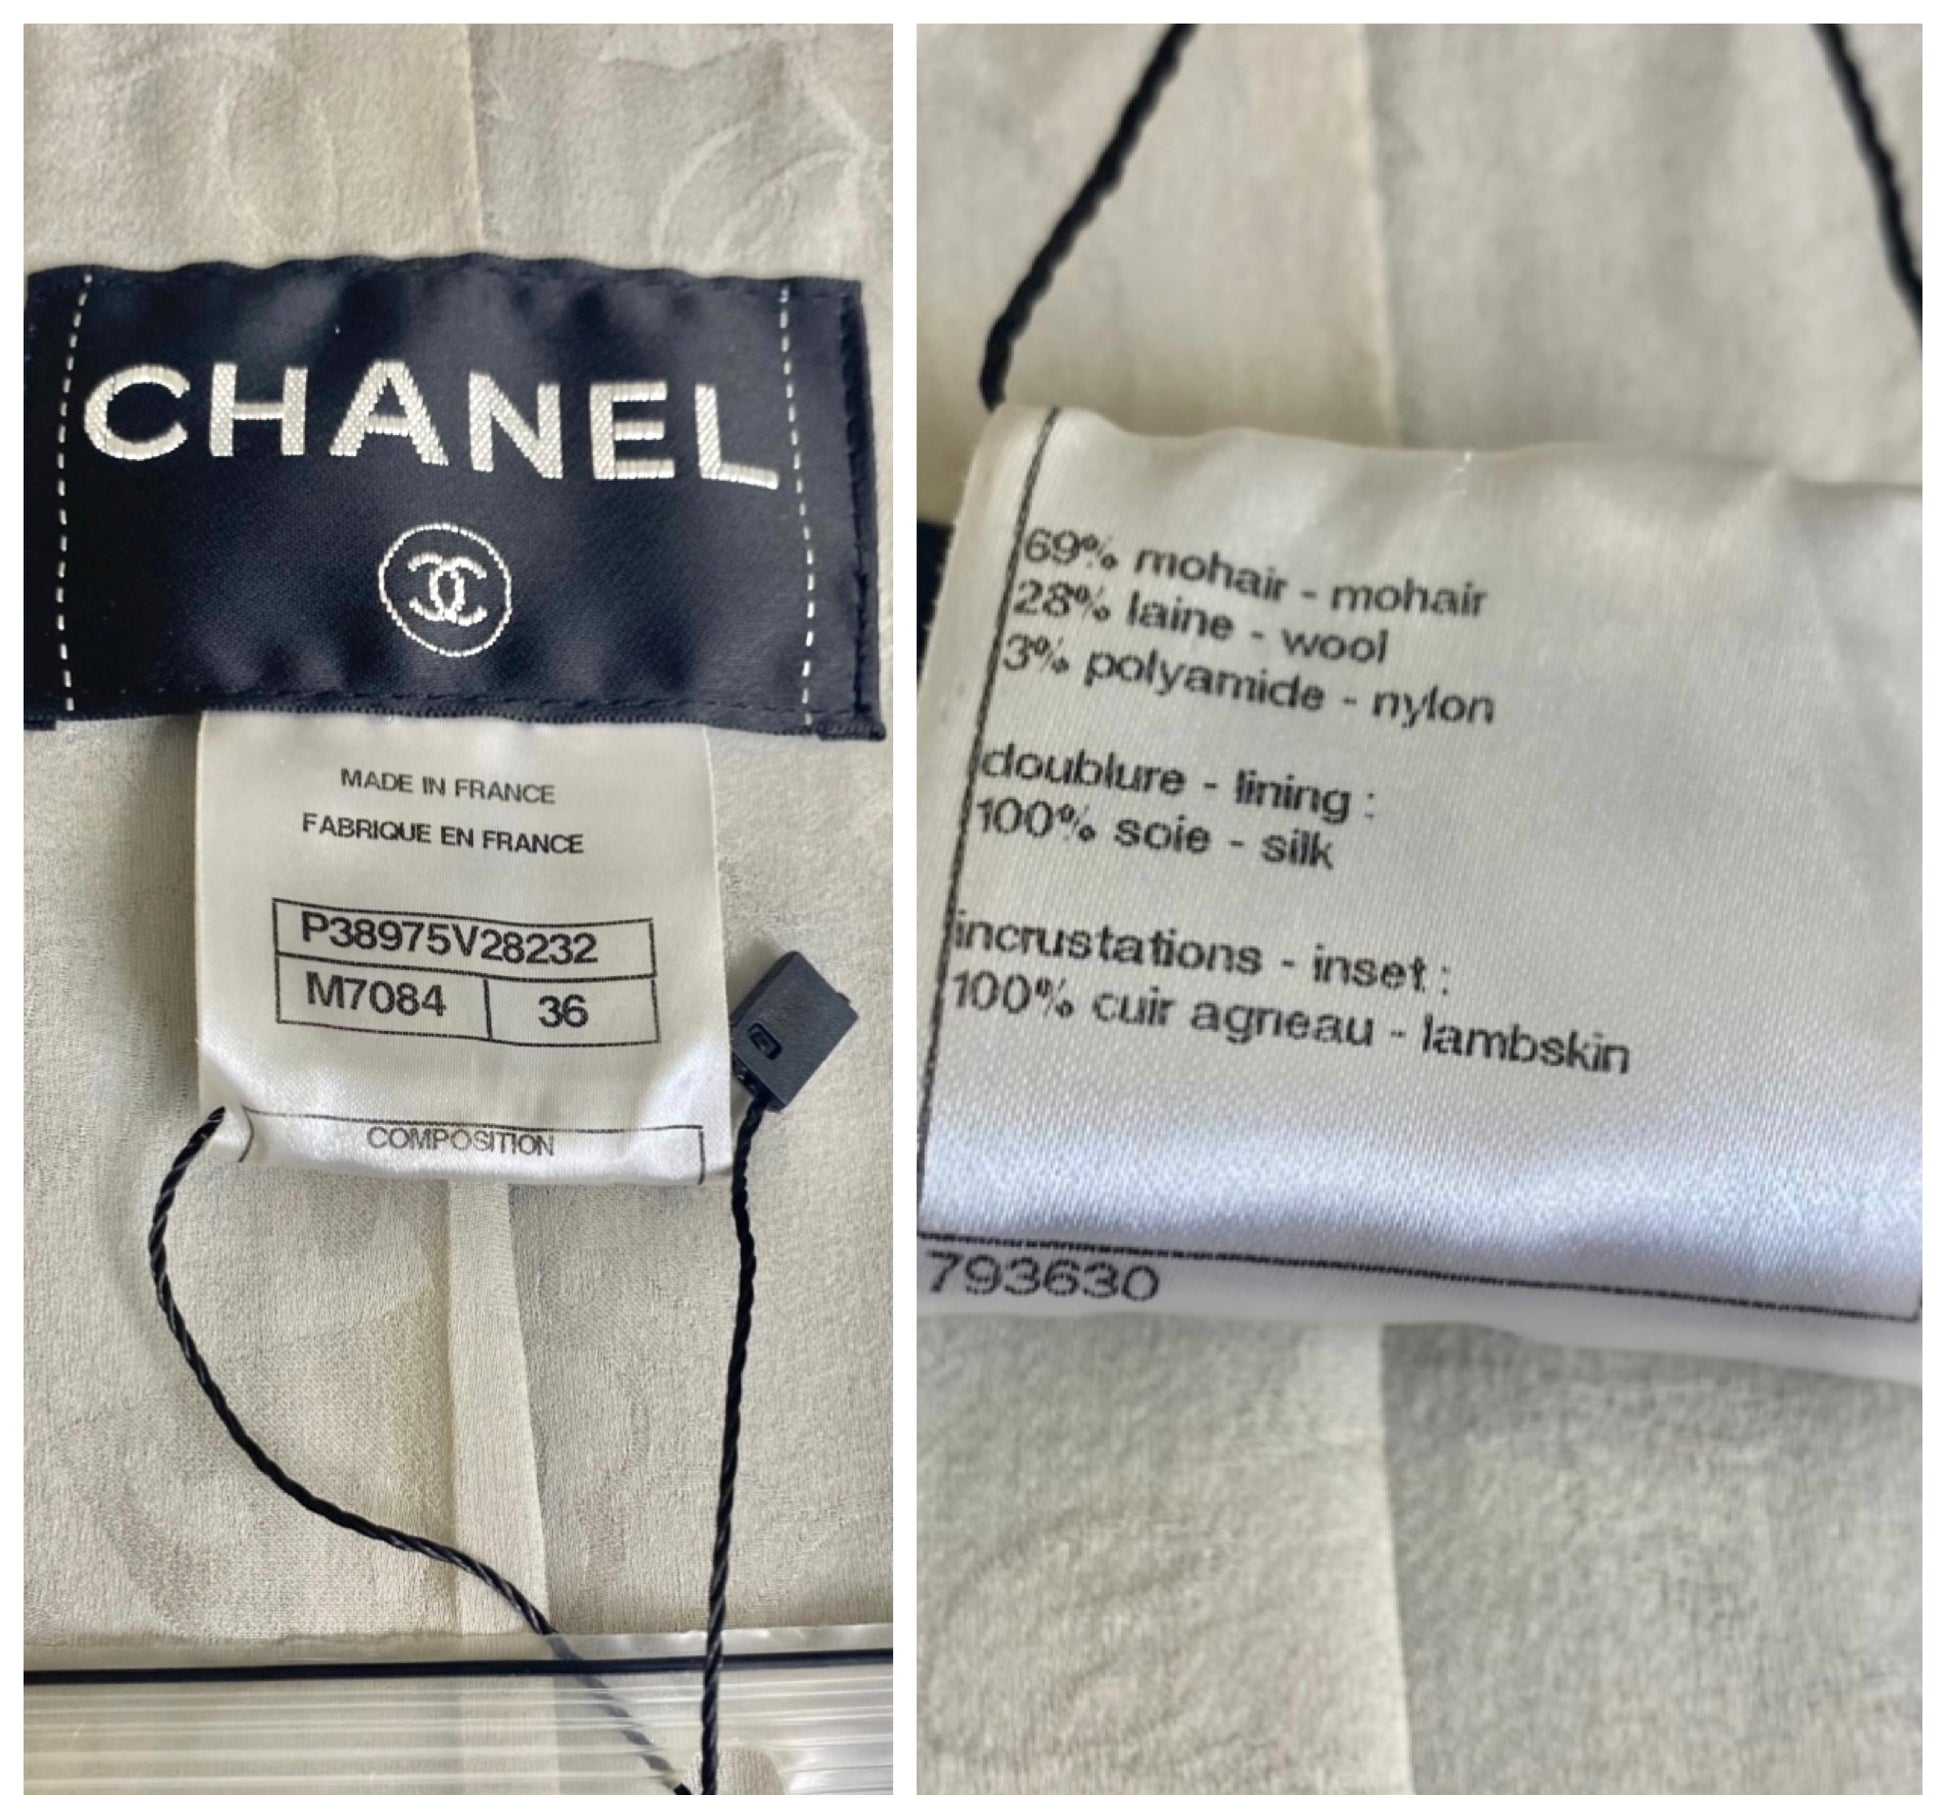 CHANEL
MADE IN FRANCE
FABRIQUE EN FRANCE
P38975V28232
M7084 36
COMPOSITION
69% mohair - mohair
28% laine - wool
3% polyamide - nylon
doublure - lining :
100% soie - silk
incrustations - inset :
100% cuir agneau - lambskin
793630